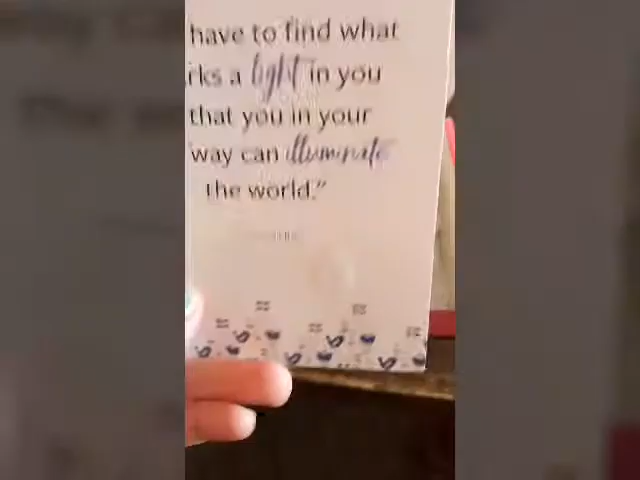 have to find what
rks a light in you
that you in your
way can illuminate
the world."